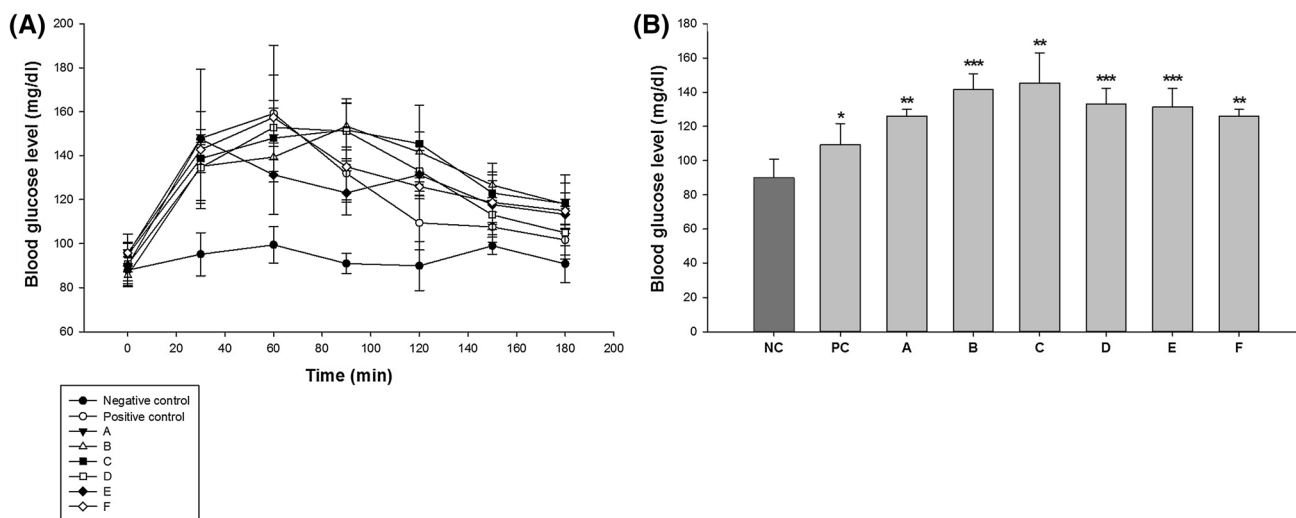 (A)
200
180
160
140
120
100
80
60
Blood glucose level (mg/dl)
0 20 40 60 80 100 120 140 160 180 200
Time (min)
Negative control
Positive control
A
B
C
D
E
F
(B)
180
160
140
120
100
80
60
40
20
0
Blood glucose level (mg/dl)
* ** *** ** *** *** **
NC PC A B C D E F